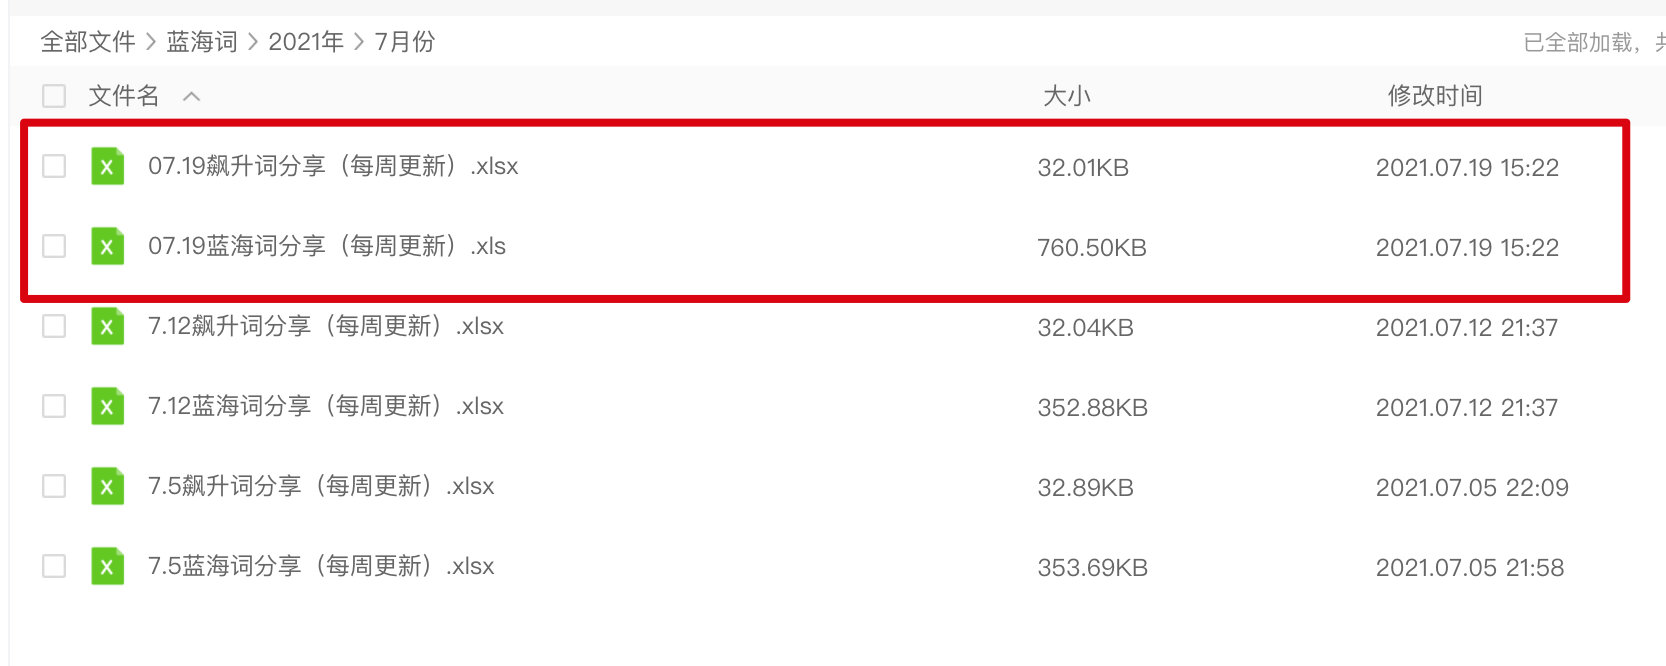 全部文件 > 蓝海词 > 2021年 > 7月份 已全部加载，
文件名 大小 修改时间
07.19飙升词分享（每周更新）.xlsx 32.01KB 2021.07.19 15:22
07.19蓝海词分享（每周更新）.xls 760.50KB 2021.07.19 15:22
7.12飙升词分享（每周更新）.xlsx 32.04KB 2021.07.12 21:37
7.12蓝海词分享（每周更新）.xlsx 352.88KB 2021.07.12 21:37
7.5飙升词分享（每周更新）.xlsx 32.89KB 2021.07.05 22:09
7.5蓝海词分享（每周更新）.xlsx 353.69KB 2021.07.05 21:58